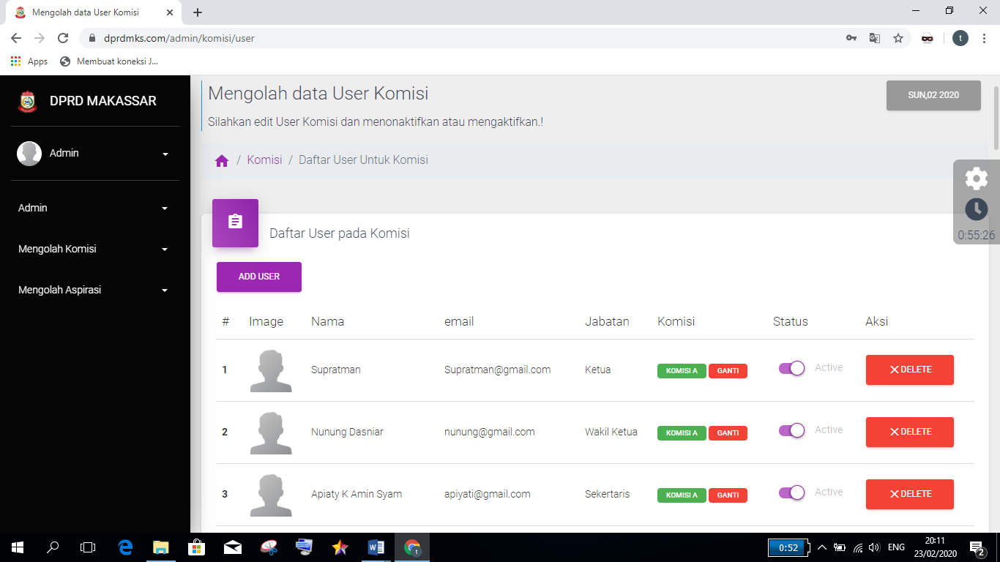 Mengolah data User Komisi
dprdmks.com/admin/komisi/user
t
Apps
Membuat koneksi J...
DPRD MAKASSAR
Admin
Admin
Mengolah Komisi
Mengolah Aspirasi
Mengolah data User Komisi
SUN,02 2020
Silahkan edit User Komisi dan menonaktifkan atau mengaktifkan.!
/ Komisi / Daftar User Untuk Komisi
0:55:26
Daftar User pada Komisi
ADD USER
# Image Nama email Jabatan Komisi Status Aksi
1 Supratman Supratman@gmail.com Ketua KOMISI A GANTI Active DELETE
2 Nunung Dasniar nunung@gmail.com Wakil Ketua KOMISI A GANTI Active DELETE
3 Apiaty K Amin Syam apiyati@gmail.com Sekertaris KOMISI A GANTI Active DELETE
0:52
ENG
20:11
23/02/2020
2